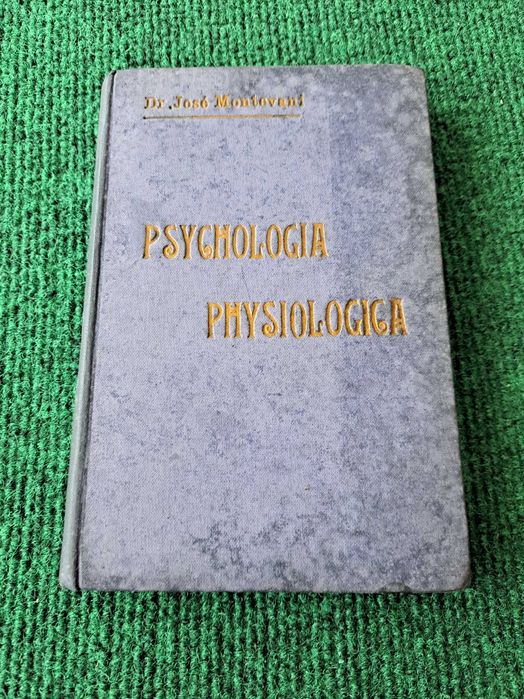 Dr. José Montovani
PSYCHOLOGIA
PHYSIOLOGICA